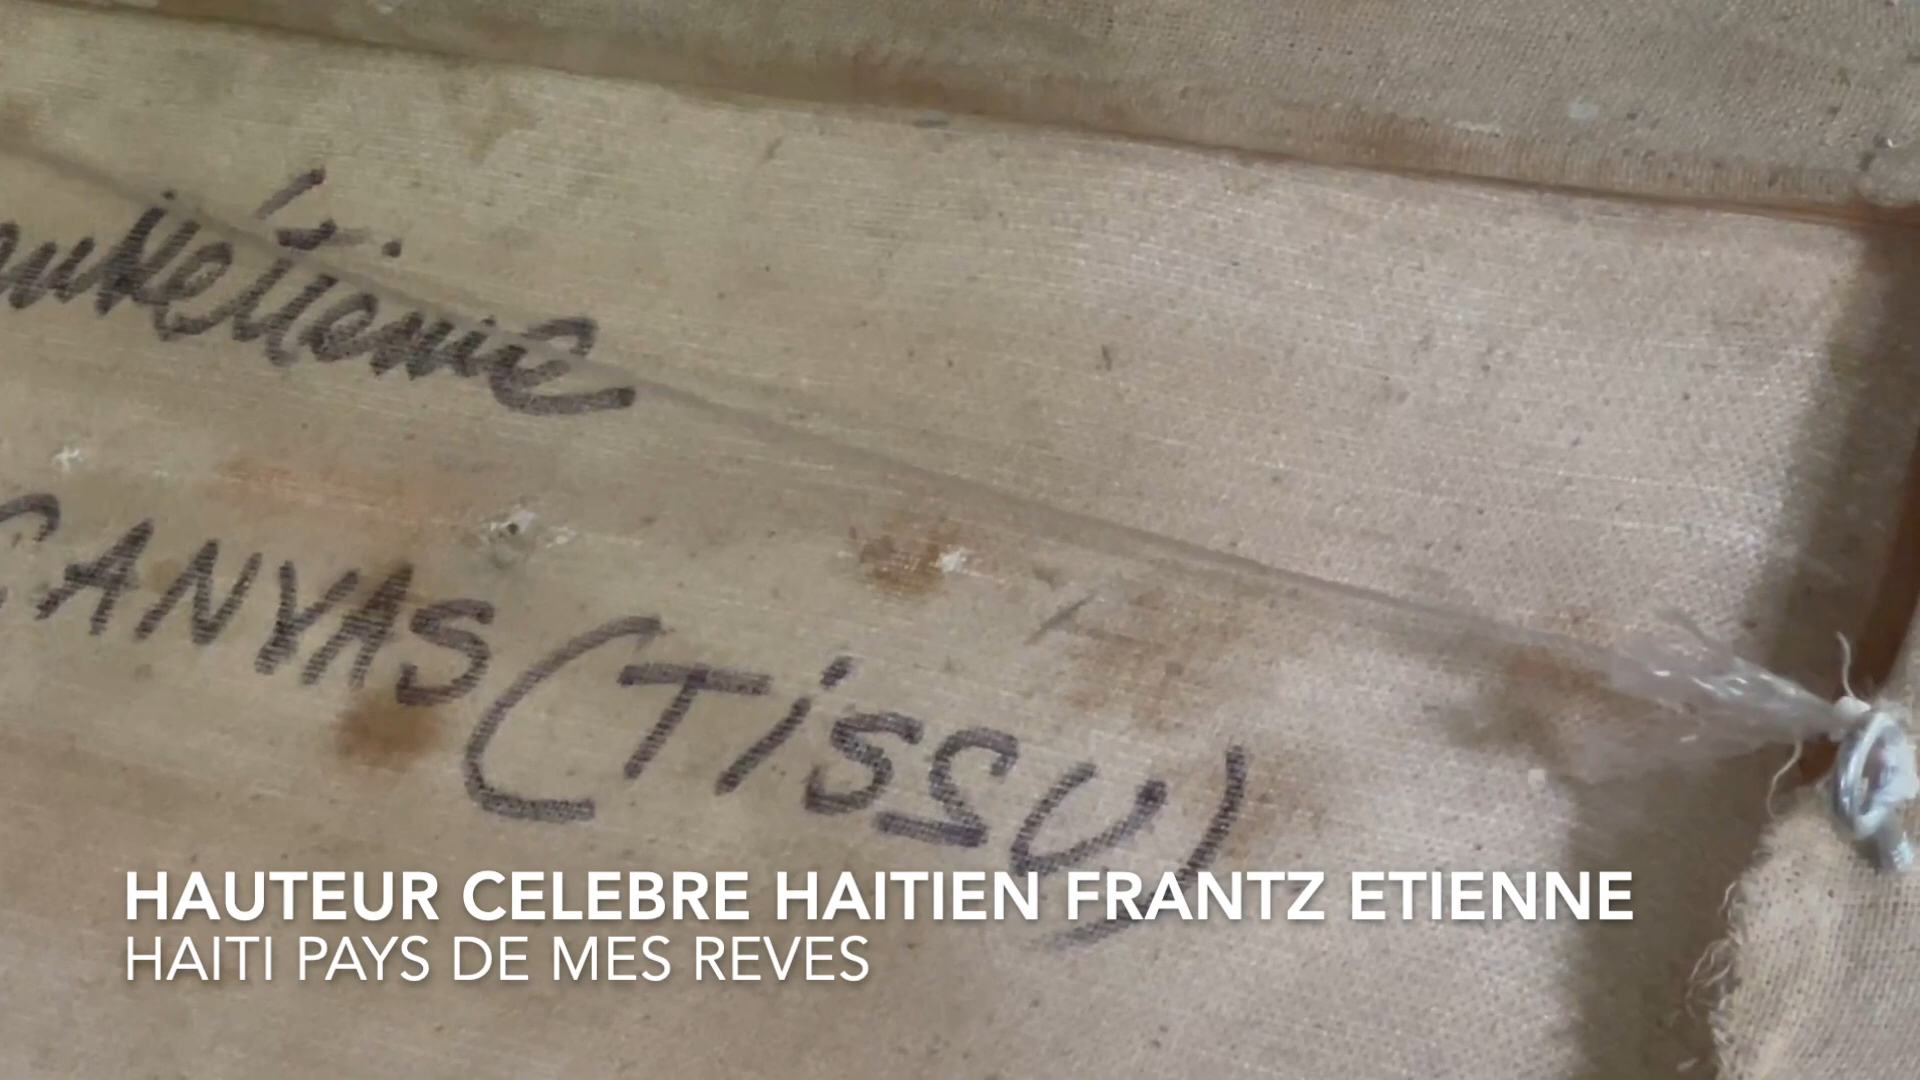 CANVAS (TISSU)
HAUTEUR CELEBRE HAITIEN FRANTZ ETIENNE
HAITI PAYS DE MES REVES